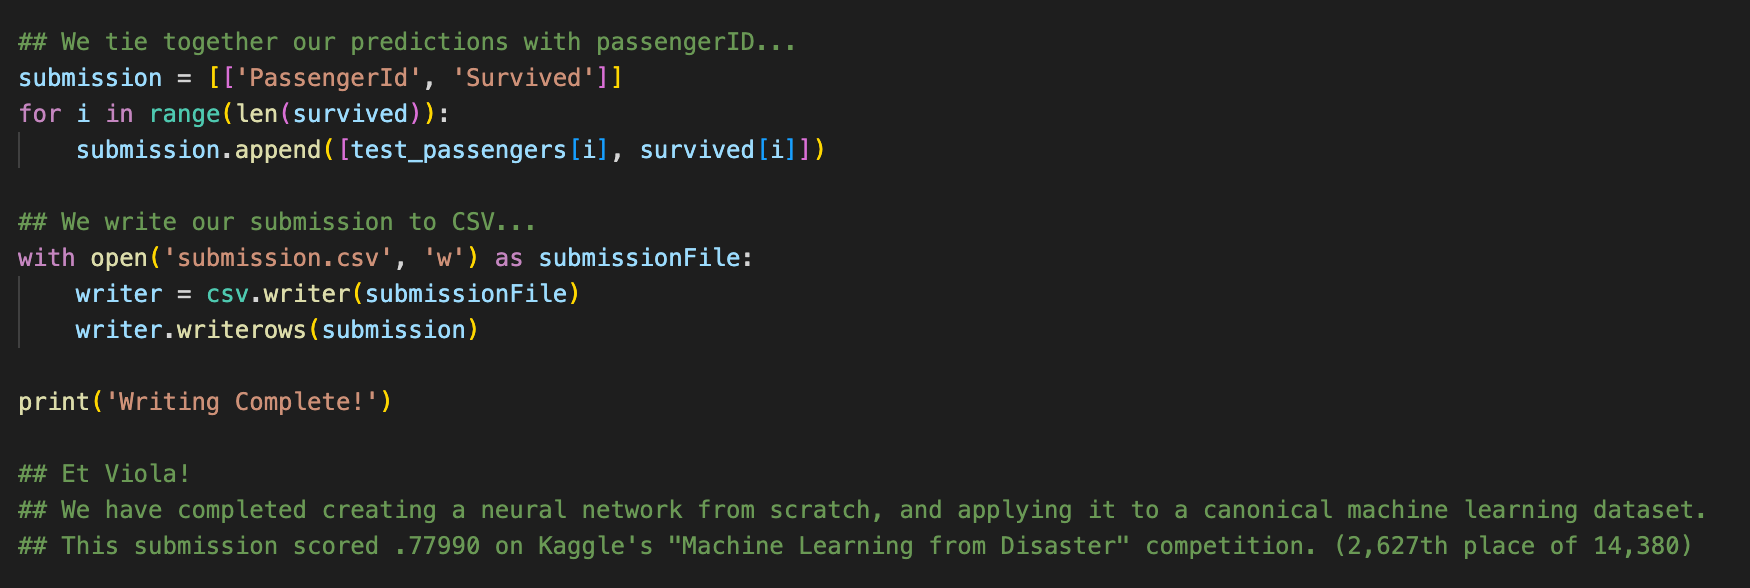 ## We tie together our predictions with passengerID...
submission = [['PassengerId', 'Survived']]
for i in range(len(survived)):
    submission.append([test_passengers[i], survived[i]])

## We write our submission to CSV...
with open('submission.csv', 'w') as submissionFile:
    writer = csv.writer(submissionFile)
    writer.writerows(submission)

print('Writing Complete!')

## Et Viola!
## We have completed creating a neural network from scratch, and applying it to a canonical machine learning dataset.
## This submission scored .77990 on Kaggle's "Machine Learning from Disaster" competition. (2,627th place of 14,380)